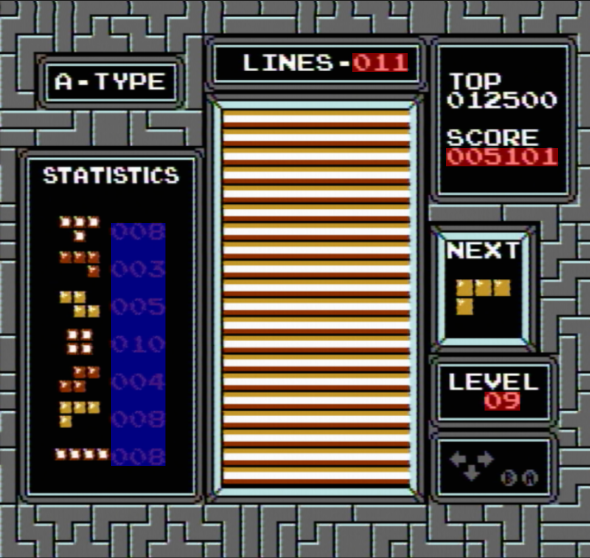 LINES-011
A-TYPE
TOP
012500
SCORE
005101
STATISTICS
008
003
005
010
004
008
008
NEXT
LEVEL
09
B A